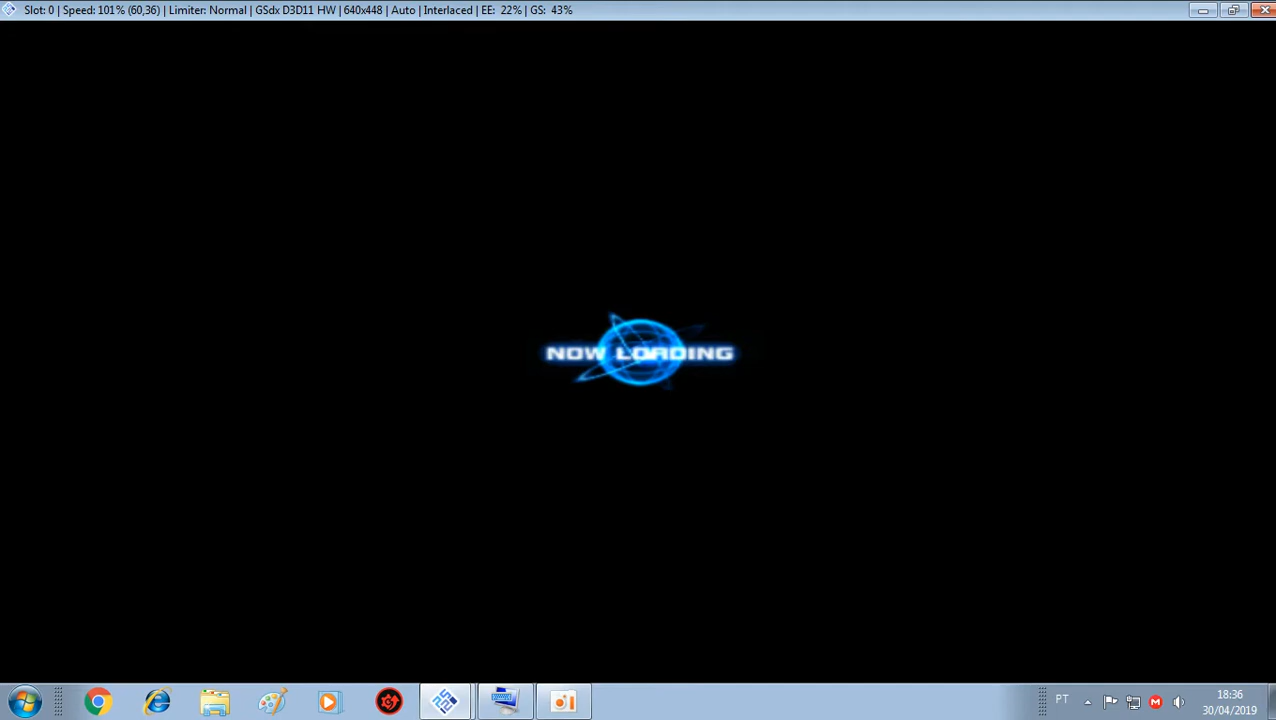 Slot: 0 | Speed: 101% (60,36) | Limiter: Normal | GSdx D3D11 HW | 640x448 | Auto | Interlaced | EE: 22% | GS: 43%
NOW LOADING
PT
18:36
30/04/2019